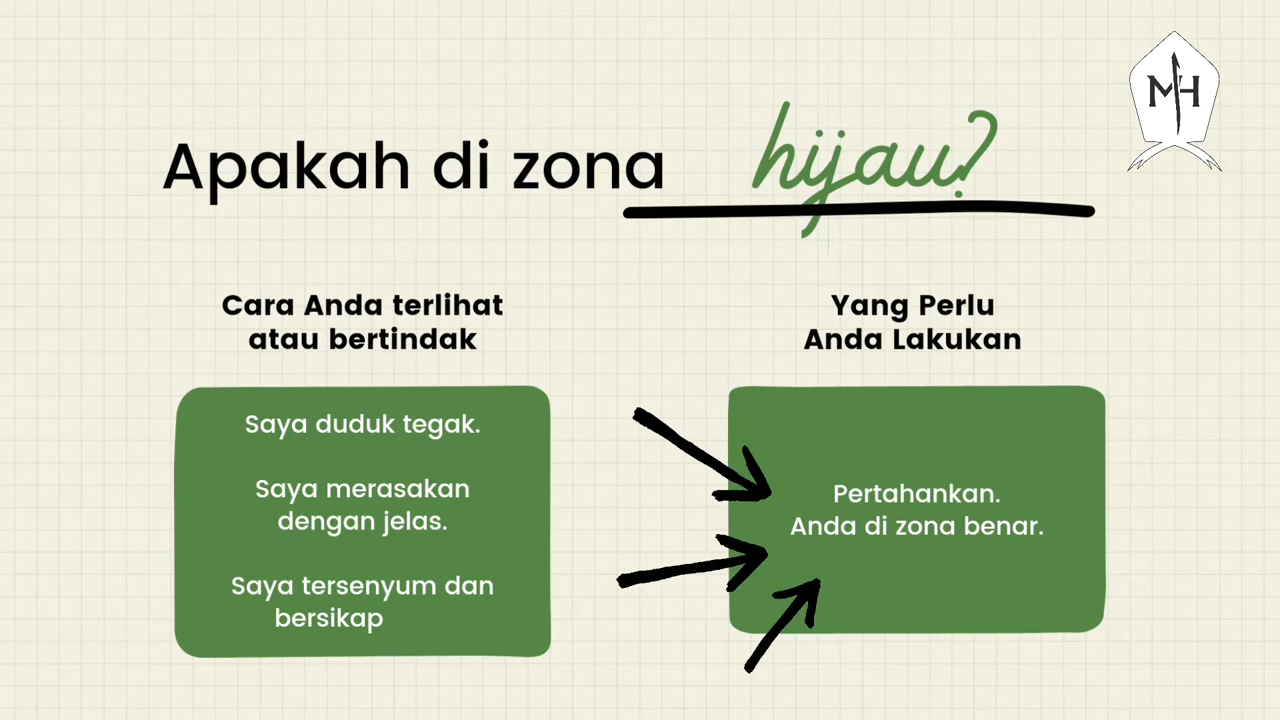 MH
Apakah di zona hijau?
Cara Anda terlihat
atau bertindak
Saya duduk tegak.
Saya merasakan
dengan jelas.
Saya tersenyum dan
bersikap
Yang Perlu
Anda Lakukan
Pertahankan.
Anda di zona benar.